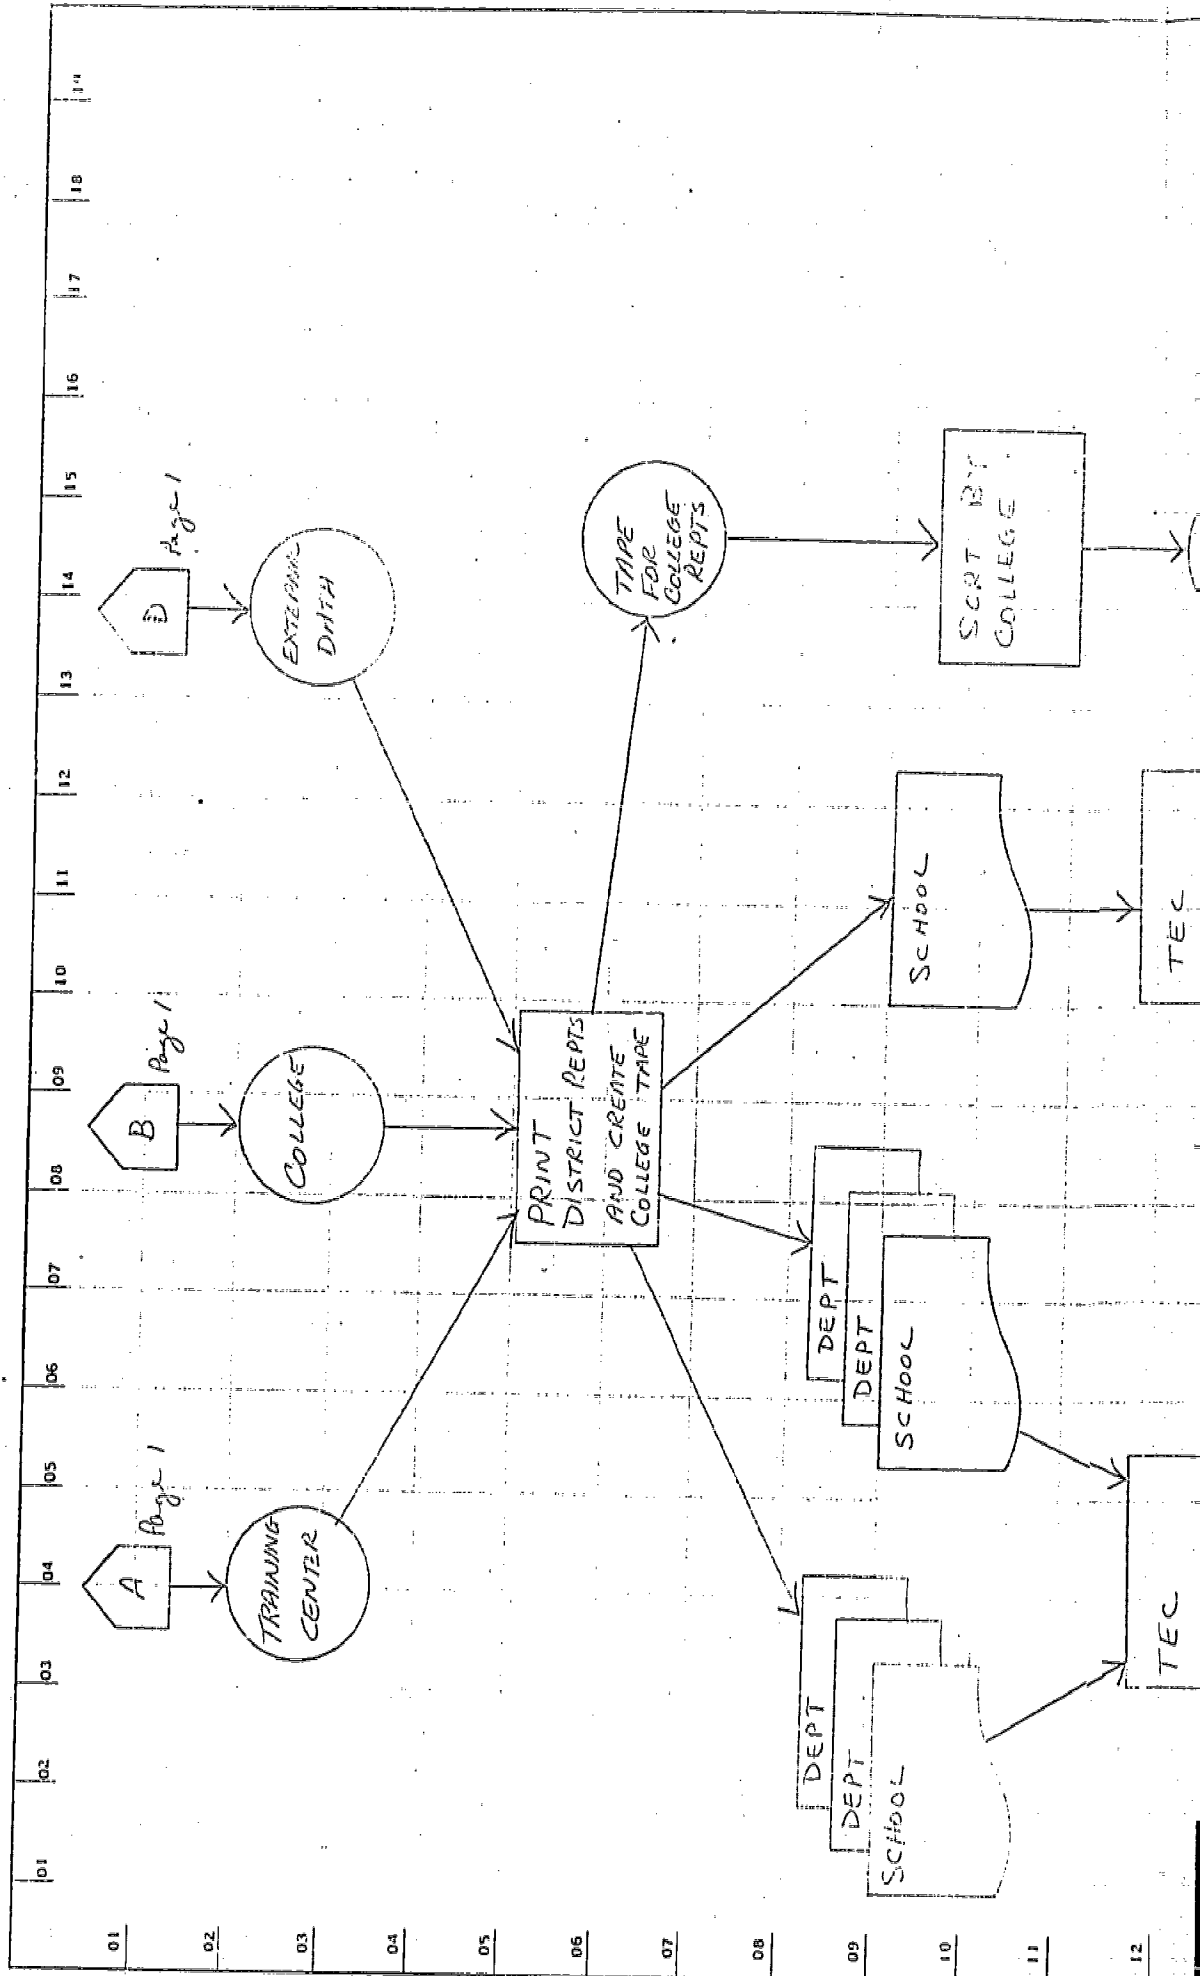 01 02 03 04 05 06 07 08 09 10 11 12 13 14 15 16 17 18
01
02
03
04
05
06
07
08
09
10
11
12
A
Page 1
B
Page 1
D
Page 1
TRAINING
CENTER
COLLEGE
EXTERNAL
DATA
PRINT
DISTRICT REPTS
AND CREATE
COLLEGE TAPE
TAPE
FOR
COLLEGE
REPTS
DEPT
DEPT
SCHOOL
DEPT
DEPT
SCHOOL
SCHOOL
SORT BY
COLLEGE
TEC
TEC